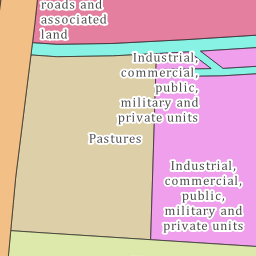 roads and
associated
land
Industrial,
commercial,
public,
military and
private units
Pastures
Industrial,
commercial,
public,
military and
private units